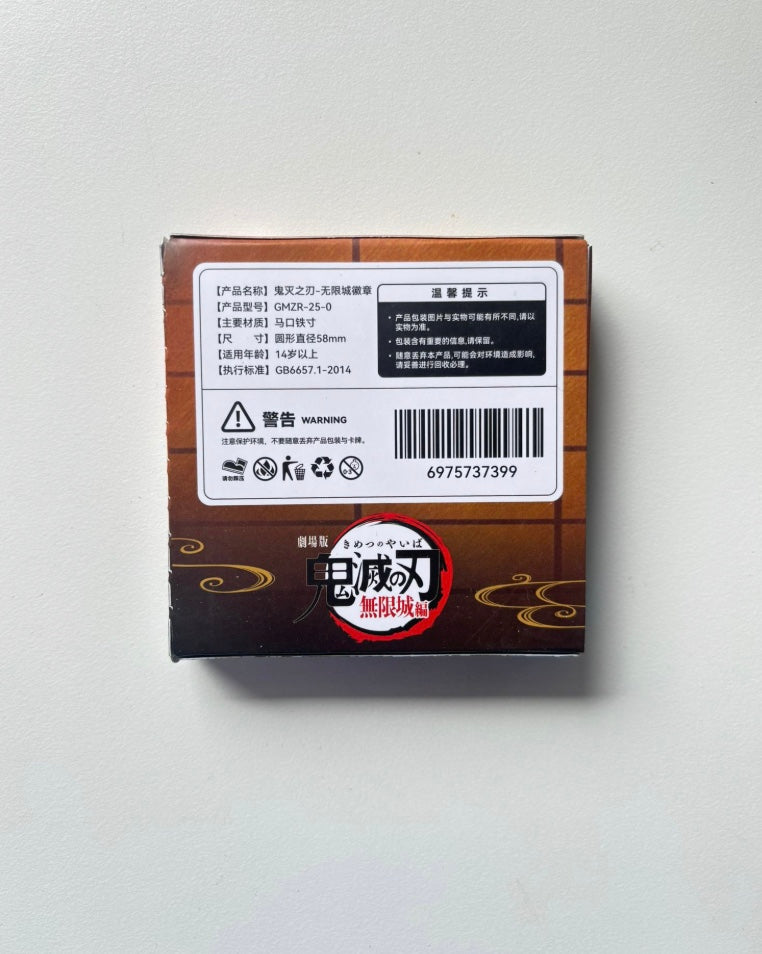 【产品名称】鬼灭之刃-无限城徽章
【产品型号】GMZR-25-0
【主要材质】马口铁寸
【尺 寸】圆形直径58mm
【适用年龄】14岁以上
【执行标准】GB6657.1-2014
温馨提示
·产品包装图片与实物可能有所不同,请以
实物为准。
·包装含有重要的信息,请保留。
·随意丢弃本产品,可能会对环境造成影响,
请妥善进行回收必理。
警告 WARNING
注意保护环境、不要随意丢弃产品包装与卡牌。
请勿踩压
6975737399
劇場版
きめつのやいば
鬼滅の刃
無限城編